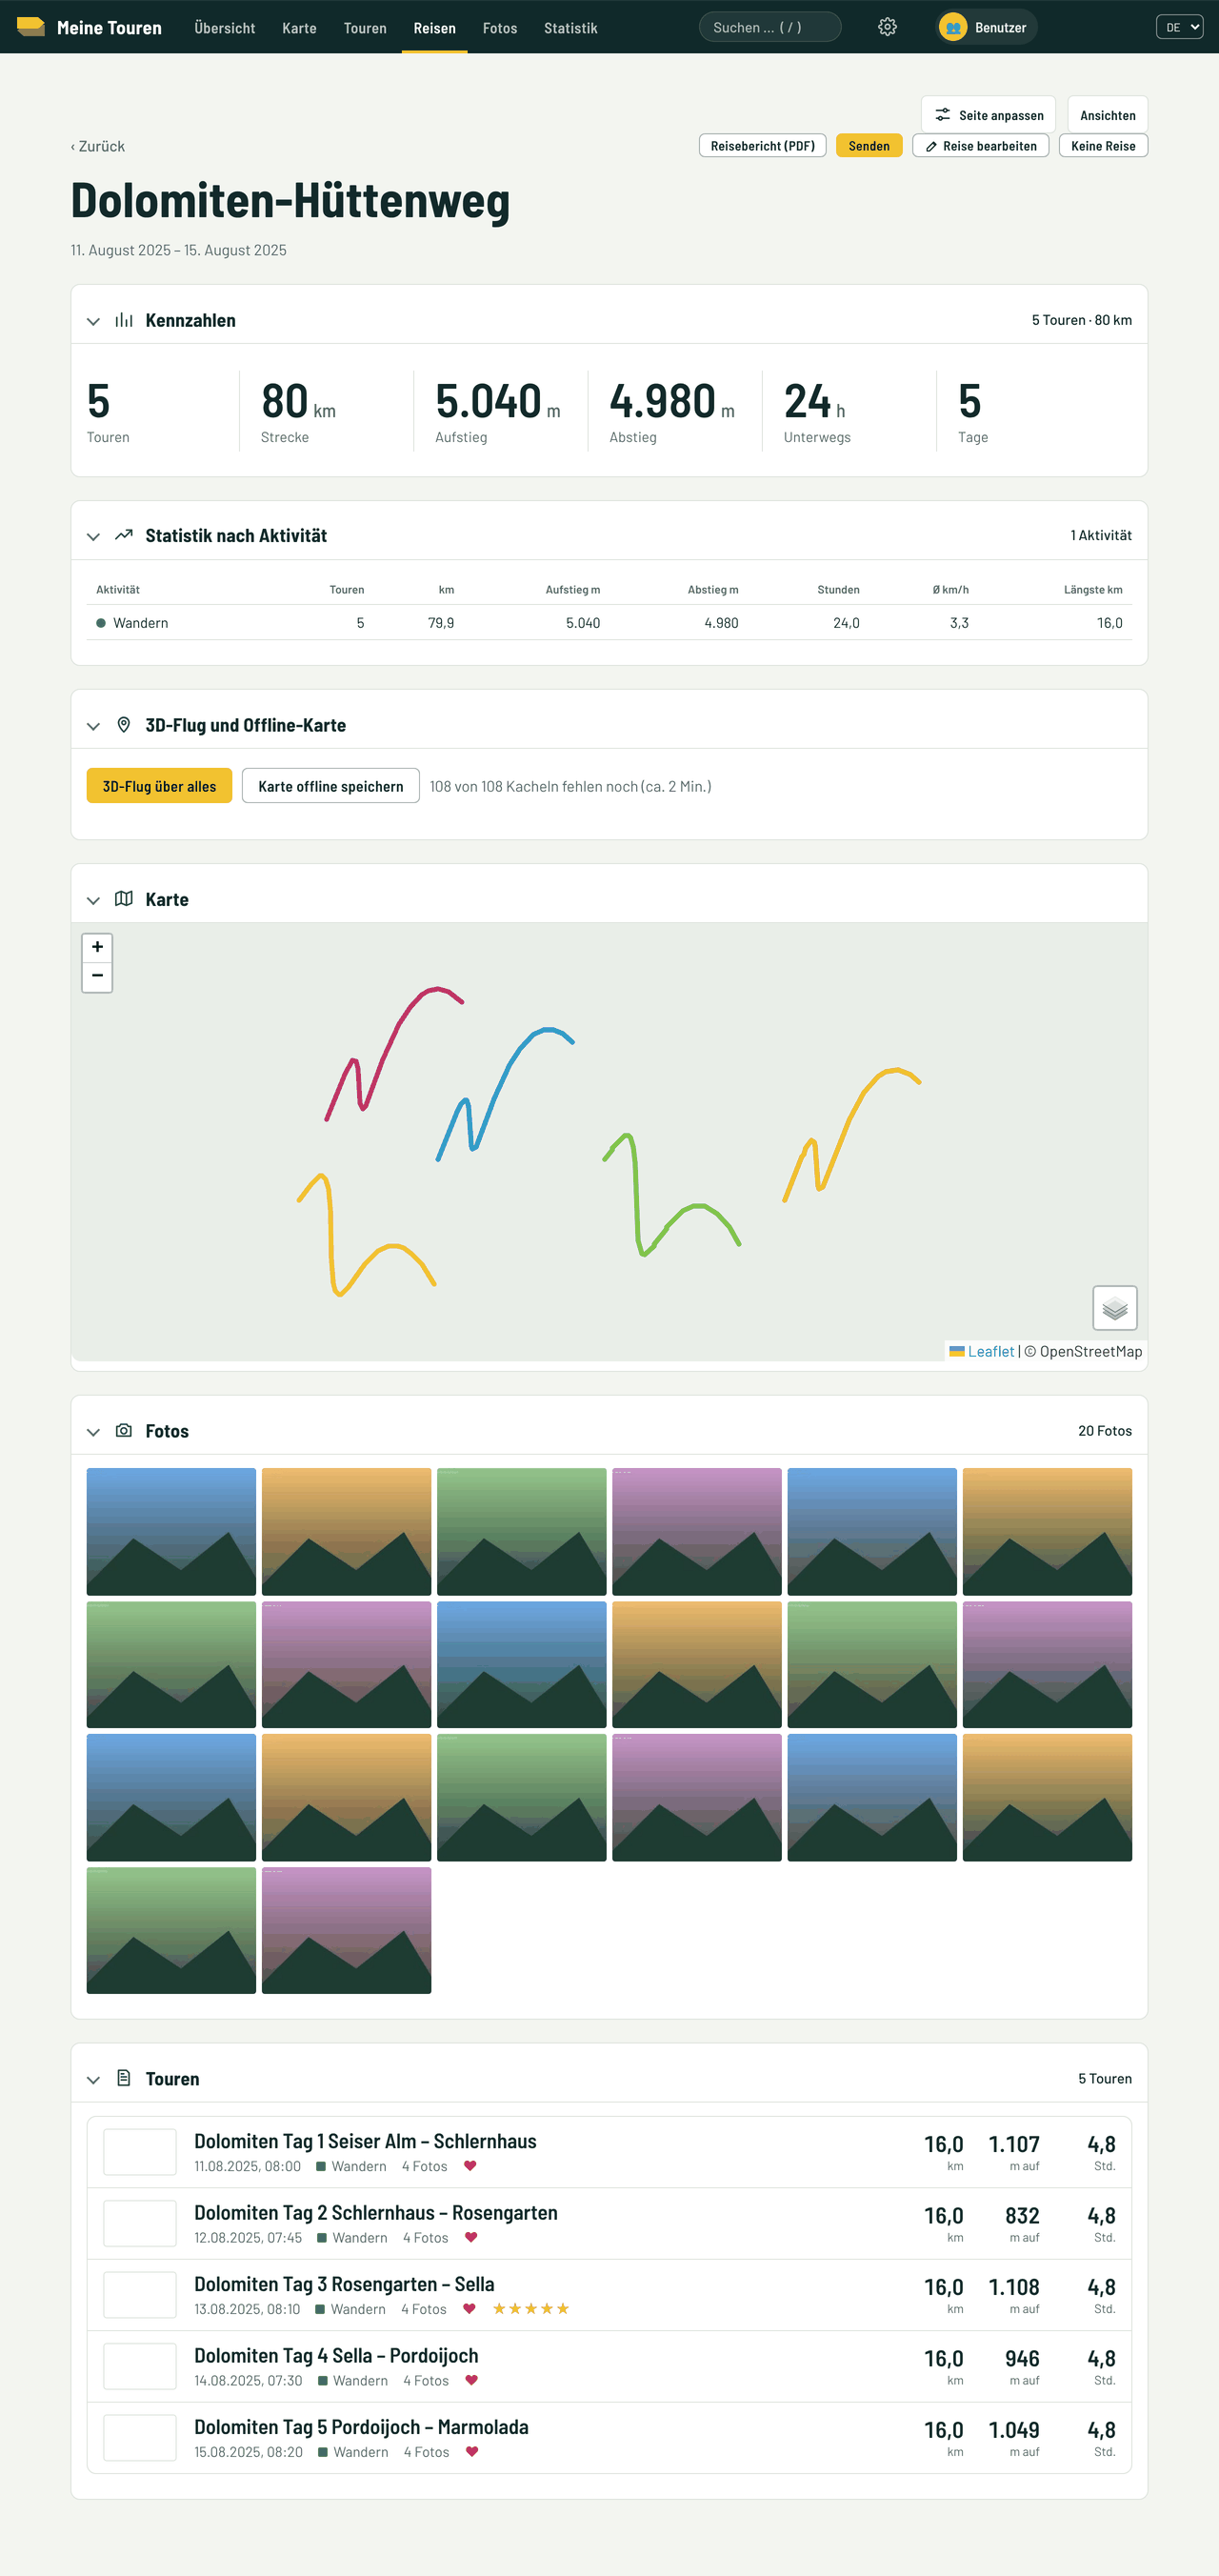 Meine Touren Übersicht Karte Touren Reisen Fotos Statistik Suchen ... ( / ) Benutzer DE
Seite anpassen Ansichten
‹ Zurück Reisebericht (PDF) Senden Reise bearbeiten Keine Reise
Dolomiten-Hüttenweg
11. August 2025 – 15. August 2025
Kennzahlen 5 Touren · 80 km
5 80 km 5.040 m 4.980 m 24 h 5
Touren Strecke Aufstieg Abstieg Unterwegs Tage
Statistik nach Aktivität 1 Aktivität
Aktivität Touren km Aufstieg m Abstieg m Stunden Ø km/h Längste km
Wandern 5 79,9 5.040 4.980 24,0 3,3 16,0
3D-Flug und Offline-Karte
3D-Flug über alles Karte offline speichern 108 von 108 Kacheln fehlen noch (ca. 2 Min.)
Karte
+
−
Leaflet | © OpenStreetMap
Fotos 20 Fotos
Touren 5 Touren
Dolomiten Tag 1 Seiser Alm – Schlernhaus 16,0 1.107 4,8
11.08.2025, 08:00 Wandern 4 Fotos km m auf Std.
Dolomiten Tag 2 Schlernhaus – Rosengarten 16,0 832 4,8
12.08.2025, 07:45 Wandern 4 Fotos km m auf Std.
Dolomiten Tag 3 Rosengarten – Sella 16,0 1.108 4,8
13.08.2025, 08:10 Wandern 4 Fotos ★★★★★ km m auf Std.
Dolomiten Tag 4 Sella – Pordoijoch 16,0 946 4,8
14.08.2025, 07:30 Wandern 4 Fotos km m auf Std.
Dolomiten Tag 5 Pordoijoch – Marmolada 16,0 1.049 4,8
15.08.2025, 08:20 Wandern 4 Fotos km m auf Std.